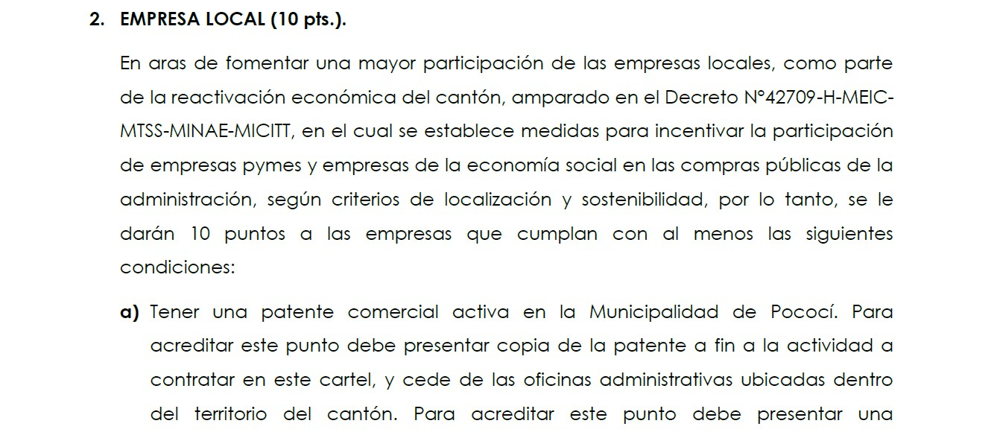 2. EMPRESA LOCAL (10 pts.).
En aras de fomentar una mayor participación de las empresas locales, como parte
de la reactivación económica del cantón, amparado en el Decreto N°42709-H-MEIC-
MTSS-MINAE-MICITT, en el cual se establece medidas para incentivar la participación
de empresas pymes y empresas de la economía social en las compras públicas de la
administración, según criterios de localización y sostenibilidad, por lo tanto, se le
darán 10 puntos a las empresas que cumplan con al menos las siguientes
condiciones:
a) Tener una patente comercial activa en la Municipalidad de Pococí. Para
acreditar este punto debe presentar copia de la patente a fin a la actividad a
contratar en este cartel, y cede de las oficinas administrativas ubicadas dentro
del territorio del cantón. Para acreditar este punto debe presentar una